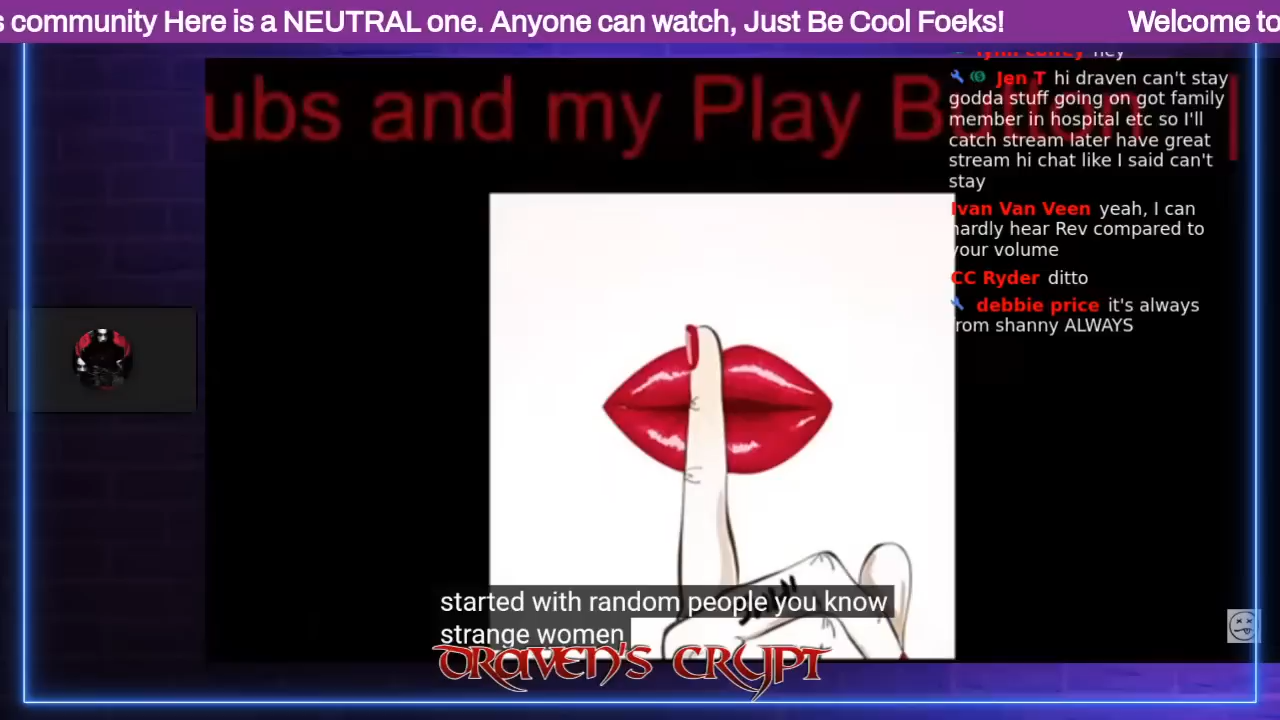 s community Here is a NEUTRAL one. Anyone can watch, Just Be Cool Foeks!
Welcome to
ubs and my Play
hey
Jen T hi draven can't stay
godda stuff going on got family
member in hospital etc so I'll
catch stream later have great
stream hi chat like I said can't
stay
Ivan Van Veen yeah, I can
hardly hear Rev compared to
your volume
CC Ryder ditto
debbie price it's always
from shanny ALWAYS
started with random people you know
strange women
DRAVEN'S CRYPT